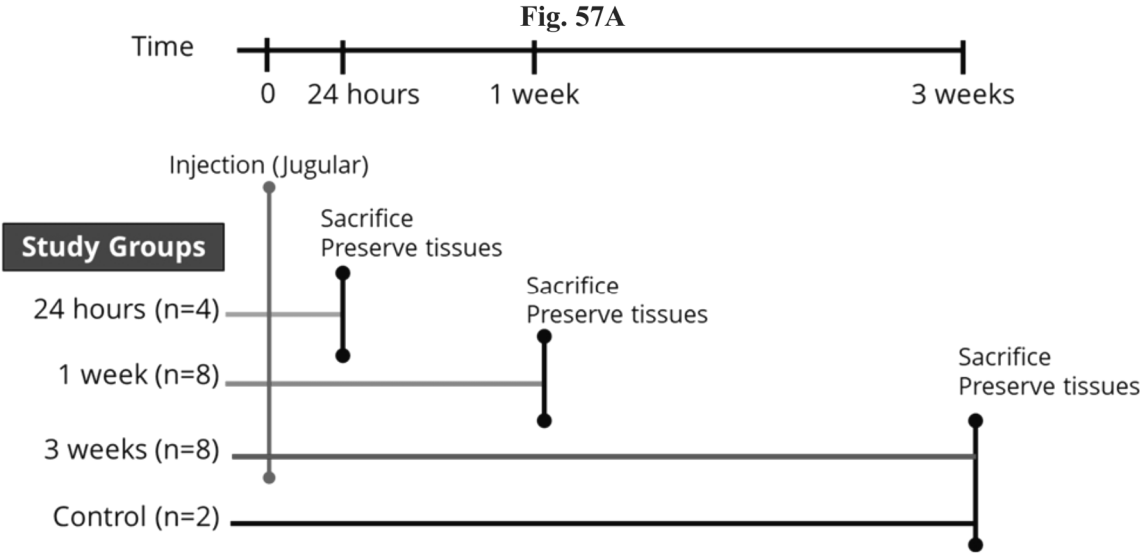 Fig. 57A
Time
0 24 hours 1 week 3 weeks
Injection (Jugular)
Sacrifice
Preserve tissues
Study Groups
Sacrifice
Preserve tissues
24 hours (n=4)
Sacrifice
Preserve tissues
1 week (n=8)
3 weeks (n=8)
Control (n=2)